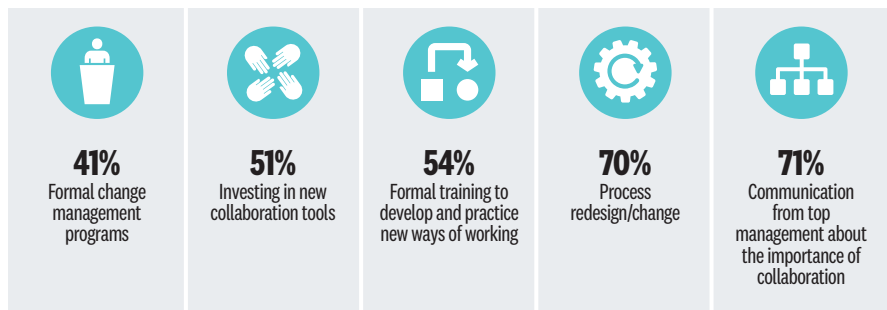 41%
Formal change
management
programs
51%
Investing in new
collaboration tools
54%
Formal training to
develop and practice
new ways of working
70%
Process
redesign/change
71%
Communication
from top
management about
the importance of
collaboration